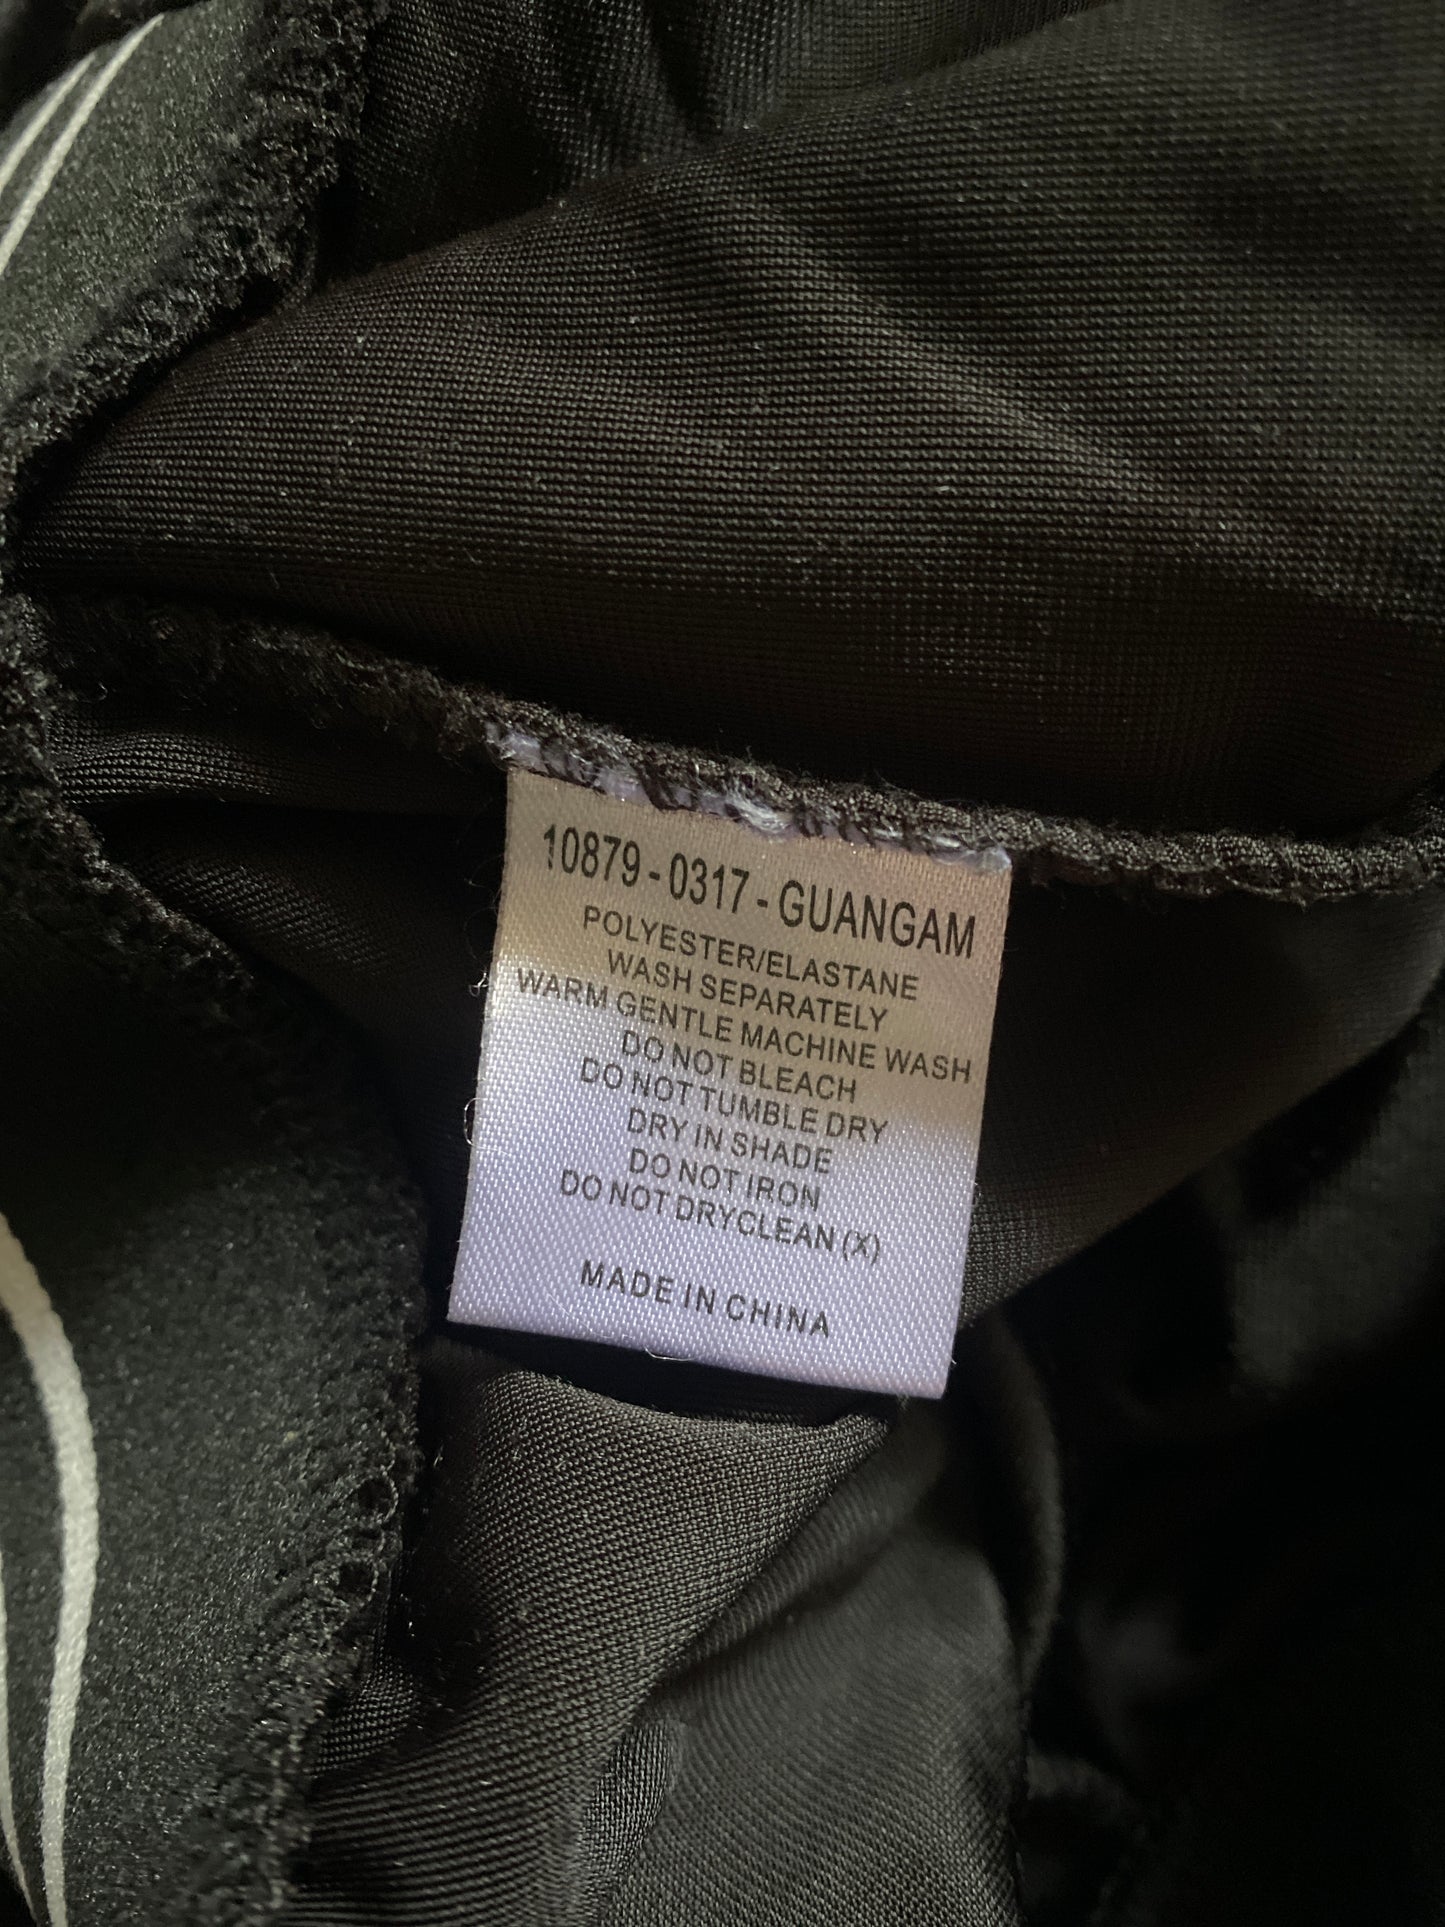 10879-0317-GUANGAM
POLYESTER/ELASTANE
WASH SEPARATELY
WARM GENTLE MACHINE WASH
DO NOT BLEACH
DO NOT TUMBLE DRY
DRY IN SHADE
DO NOT IRON
DO NOT DRYCLEAN (X)
MADE IN CHINA